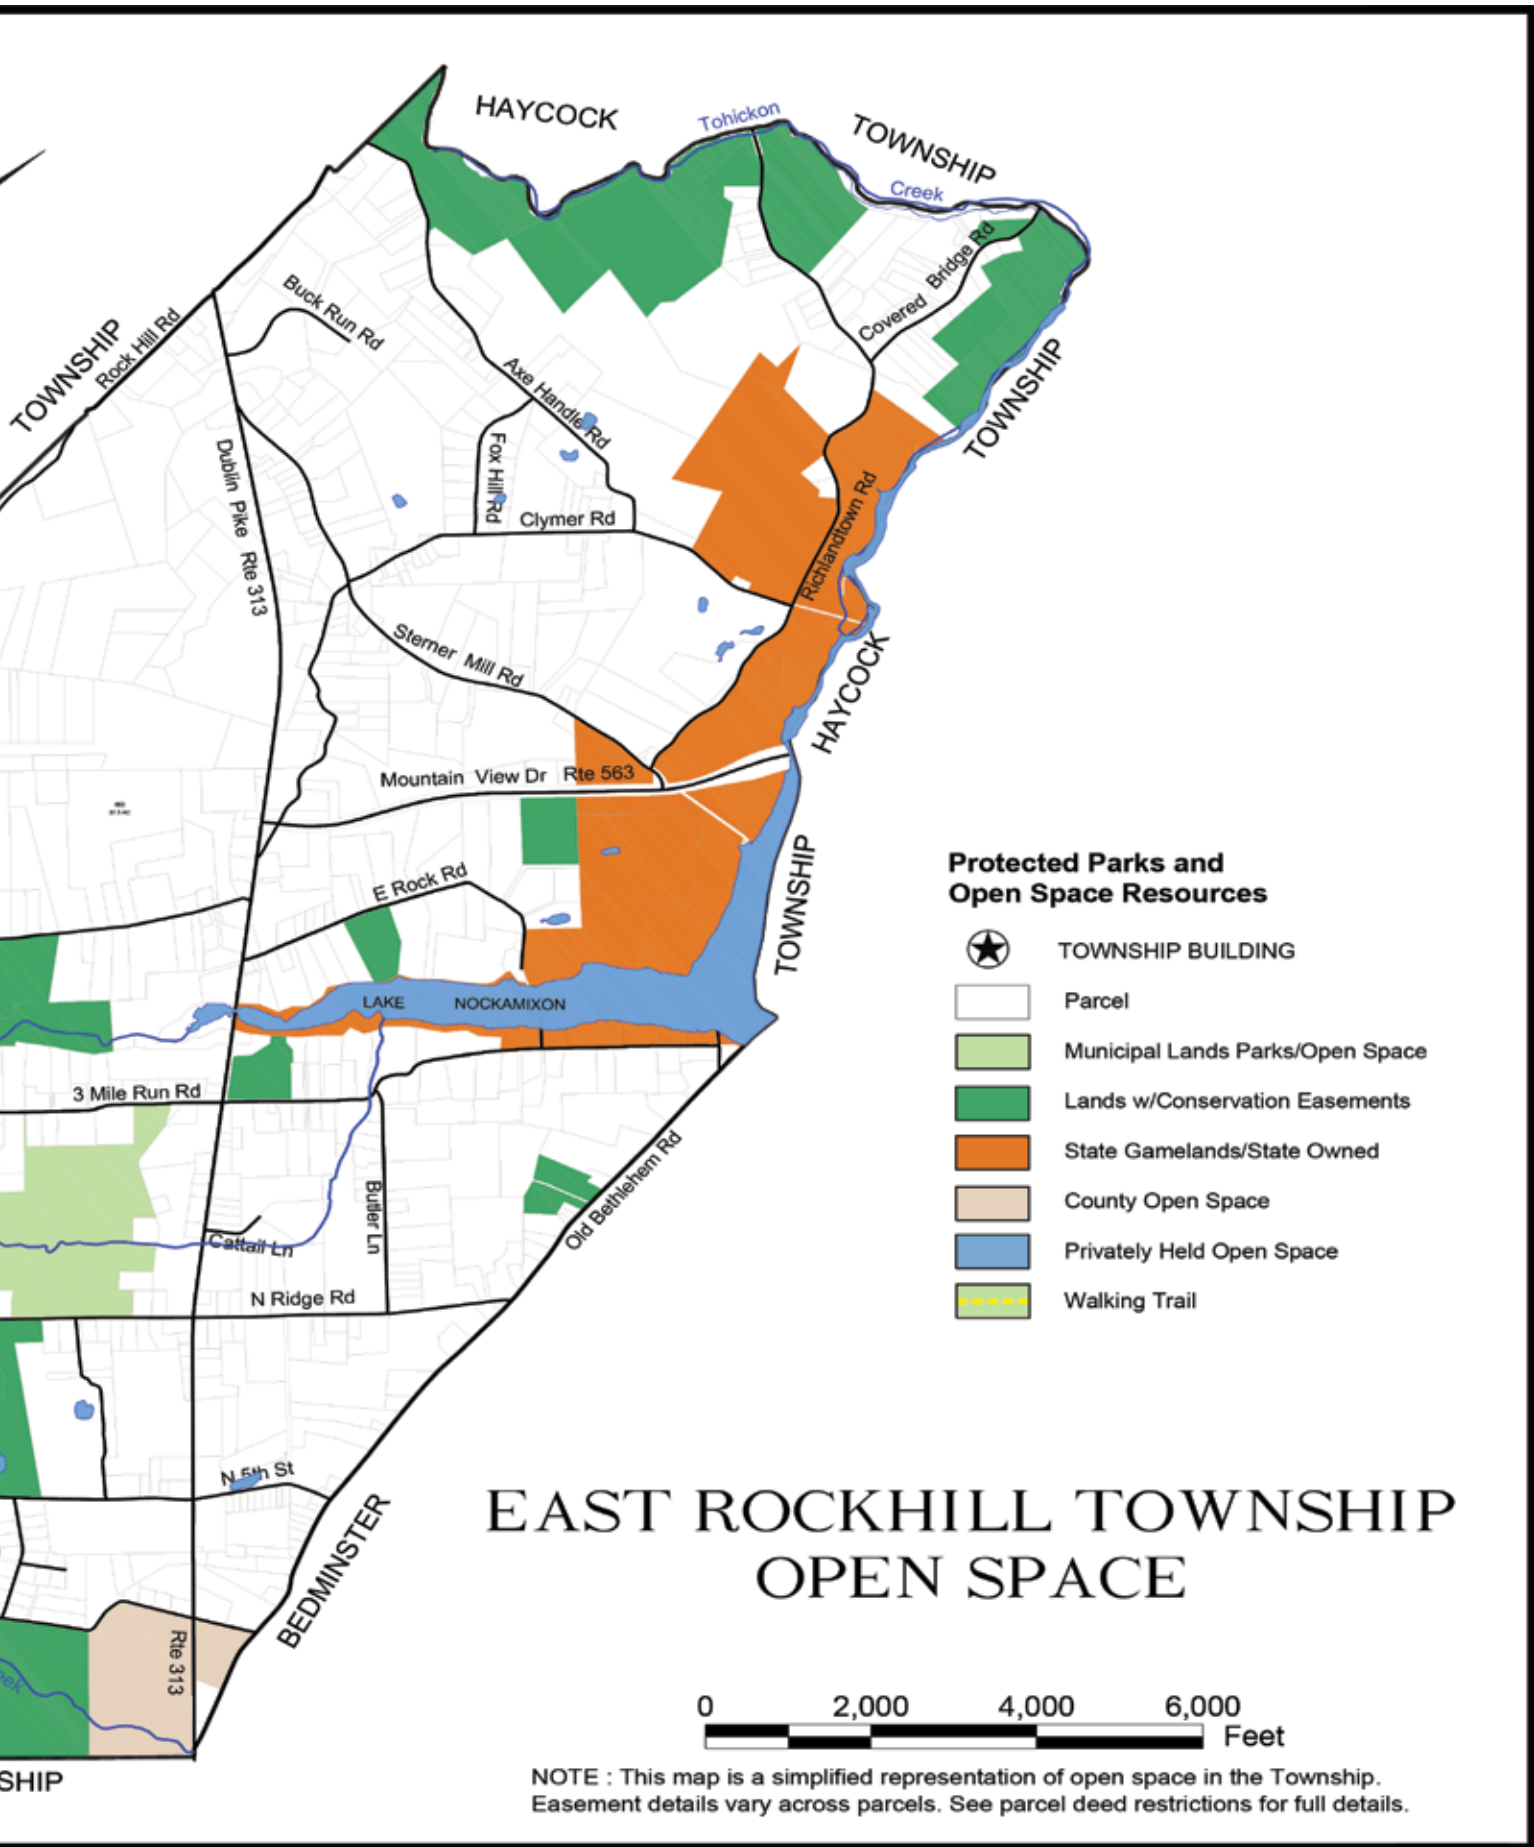 HAYCOCK
Tohickon
TOWNSHIP
Creek
Covered Bridge Rd
TOWNSHIP
Rock Hill Rd
Buck Run Rd
Axe Handle Rd
TOWNSHIP
Dublin Pike Rte 313
Fox Hill Rd
Clymer Rd
Richlandtown Rd
Sterner Mill Rd
HAYCOCK
Mountain View Dr Rte 563
TOWNSHIP
E Rock Rd
LAKE NOCKAMIXON
3 Mile Run Rd
Butler Ln
Old Bethlehem Rd
Cattail Ln
N Ridge Rd
N 5th St
BEDMINSTER
Rte 313
eek
SHIP
Protected Parks and
Open Space Resources
TOWNSHIP BUILDING
Parcel
Municipal Lands Parks/Open Space
Lands w/Conservation Easements
State Gamelands/State Owned
County Open Space
Privately Held Open Space
Walking Trail
EAST ROCKHILL TOWNSHIP
OPEN SPACE
0 2,000 4,000 6,000
Feet
NOTE : This map is a simplified representation of open space in the Township.
Easement details vary across parcels. See parcel deed restrictions for full details.